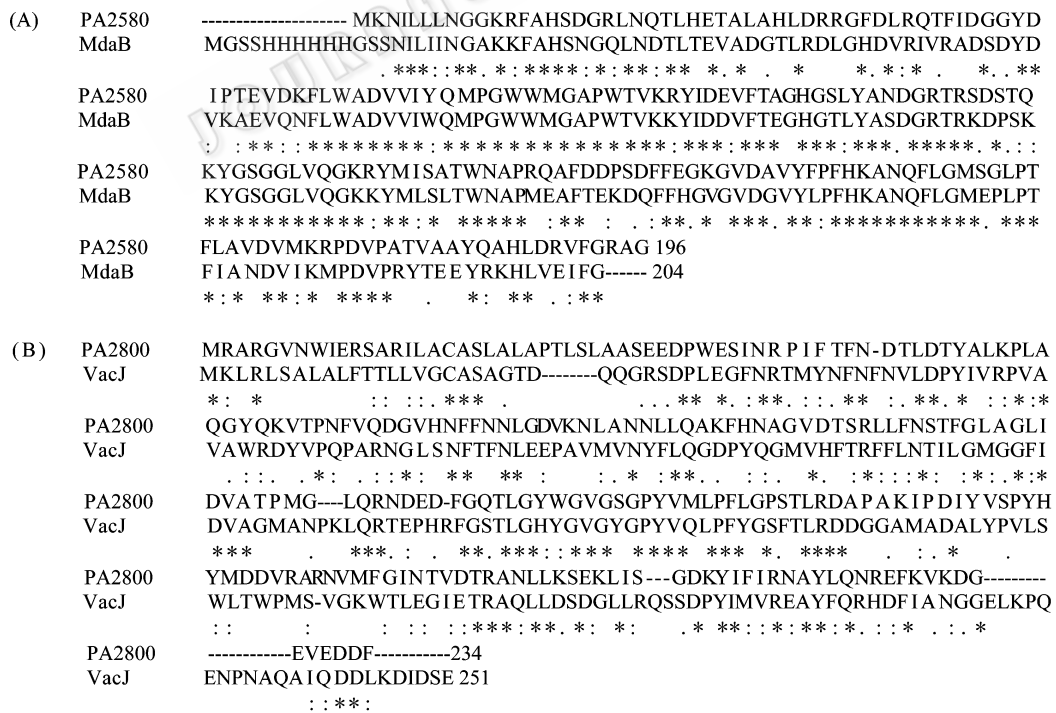 (A) PA2580 ---------------------MKNILLLNGGKRFAHSDGRLNQTLHETALAHLDRRGFDLRQTFIDGGYD
MdaB MGSSHHHHHHGSSNILIINGAKKFAHSNGQLNDTLTEVADGTLRDLGHDVRIVRADSDYD
. .***::**.*:****:**:**:** *. * . * *. *: . *. . **
PA2580 IPTEVDKFLWADVVIYQMPGWWMGAPWTVKRYIDEVFTAGHGSLYANDGRTRSDSTQ
MdaB VKAEVQNFLWADVVIWQMPGWWMGAPWTVKKYIDDVFTEGHGTLYASDGRTRKDPSK
: :**::********:**************:***:*** ***:***.*****.*.::
PA2580 KYGSGGLVQGKRYMISATWNAPRQAFDDPSDFFEGKGVDAVYFPFHKANQFLGMSGLPT
MdaB KYGSGGLVQGKKYMLSLTWNAPMEAFTEKDQFFHGVGVDGVYLPFHKANQFLGMEPLPT
***********:**:* ***** :** : .:**.* ***.**:***********. ***
PA2580 FLAVDVMKRPDVPATVAAYQAHLDRVFGRAG 196
MdaB FIANDVIKMPDVPRYTEEYRKHLVEIFG------ 204
*:* **:* **** . *: ** .:**
(B) PA2800 MRARGVNWIERSARILACASLALAPTLSLAASEEDPWESINRPIFTFN-DTLDTYALKPLA
VacJ MKLRLSALALFTTLLVGCASAGTD--------QQGRSDPLEGFNRTMYNFNFNVLDPYIVRPVA
*: * :: :.*** . ...** **.:**.:.:.** ** * ::*:*
PA2800 QGYQKVTPNFVQDGVHNFFNNLGDVKNLANNLLQAKFHNAGVDTSRLLFNSTFGLAGLI
VacJ VAWRDYVPQPARNGLSNFTFNLEEPAVMVNYFLQGDPYQGMVHFTRFFLNTILGMGGFI
.::. .*: .::*: ** ** : :.* :**.. ::. *. :*:::*: :*:.*:*
PA2800 DVATPMG----LQRNDED-FGQTLGYWGVGSGPYVMLPFLGPSTLRDAPAKIPDIYVSPYH
VacJ DVAGMANPKLQRTEPHRFGSTLGHYGVGYGPYVQLPFYGSFTLRDDGGAMADALYPVLS
*** . ***.: . **.***::*** **** *** *. **** . .: * .
PA2800 YMDDVRARNVMFGINTVDTRANLLKSEKLIS---GDKYIFIRNAYLQNREFKVKDG---------
VacJ WLTWPMS-VGKWTLEGIETRAQLLDSDGLLRQSSDPYIMVREAYFQRHDFIANGGELKPQ
:: : : :: ::***:**.*: *: . **:.:*:**:*.::* . :.*
PA2800 ------------EVEDDF-----------234
VacJ ENPNAQAIQDDLKDIDSE 251
::**: